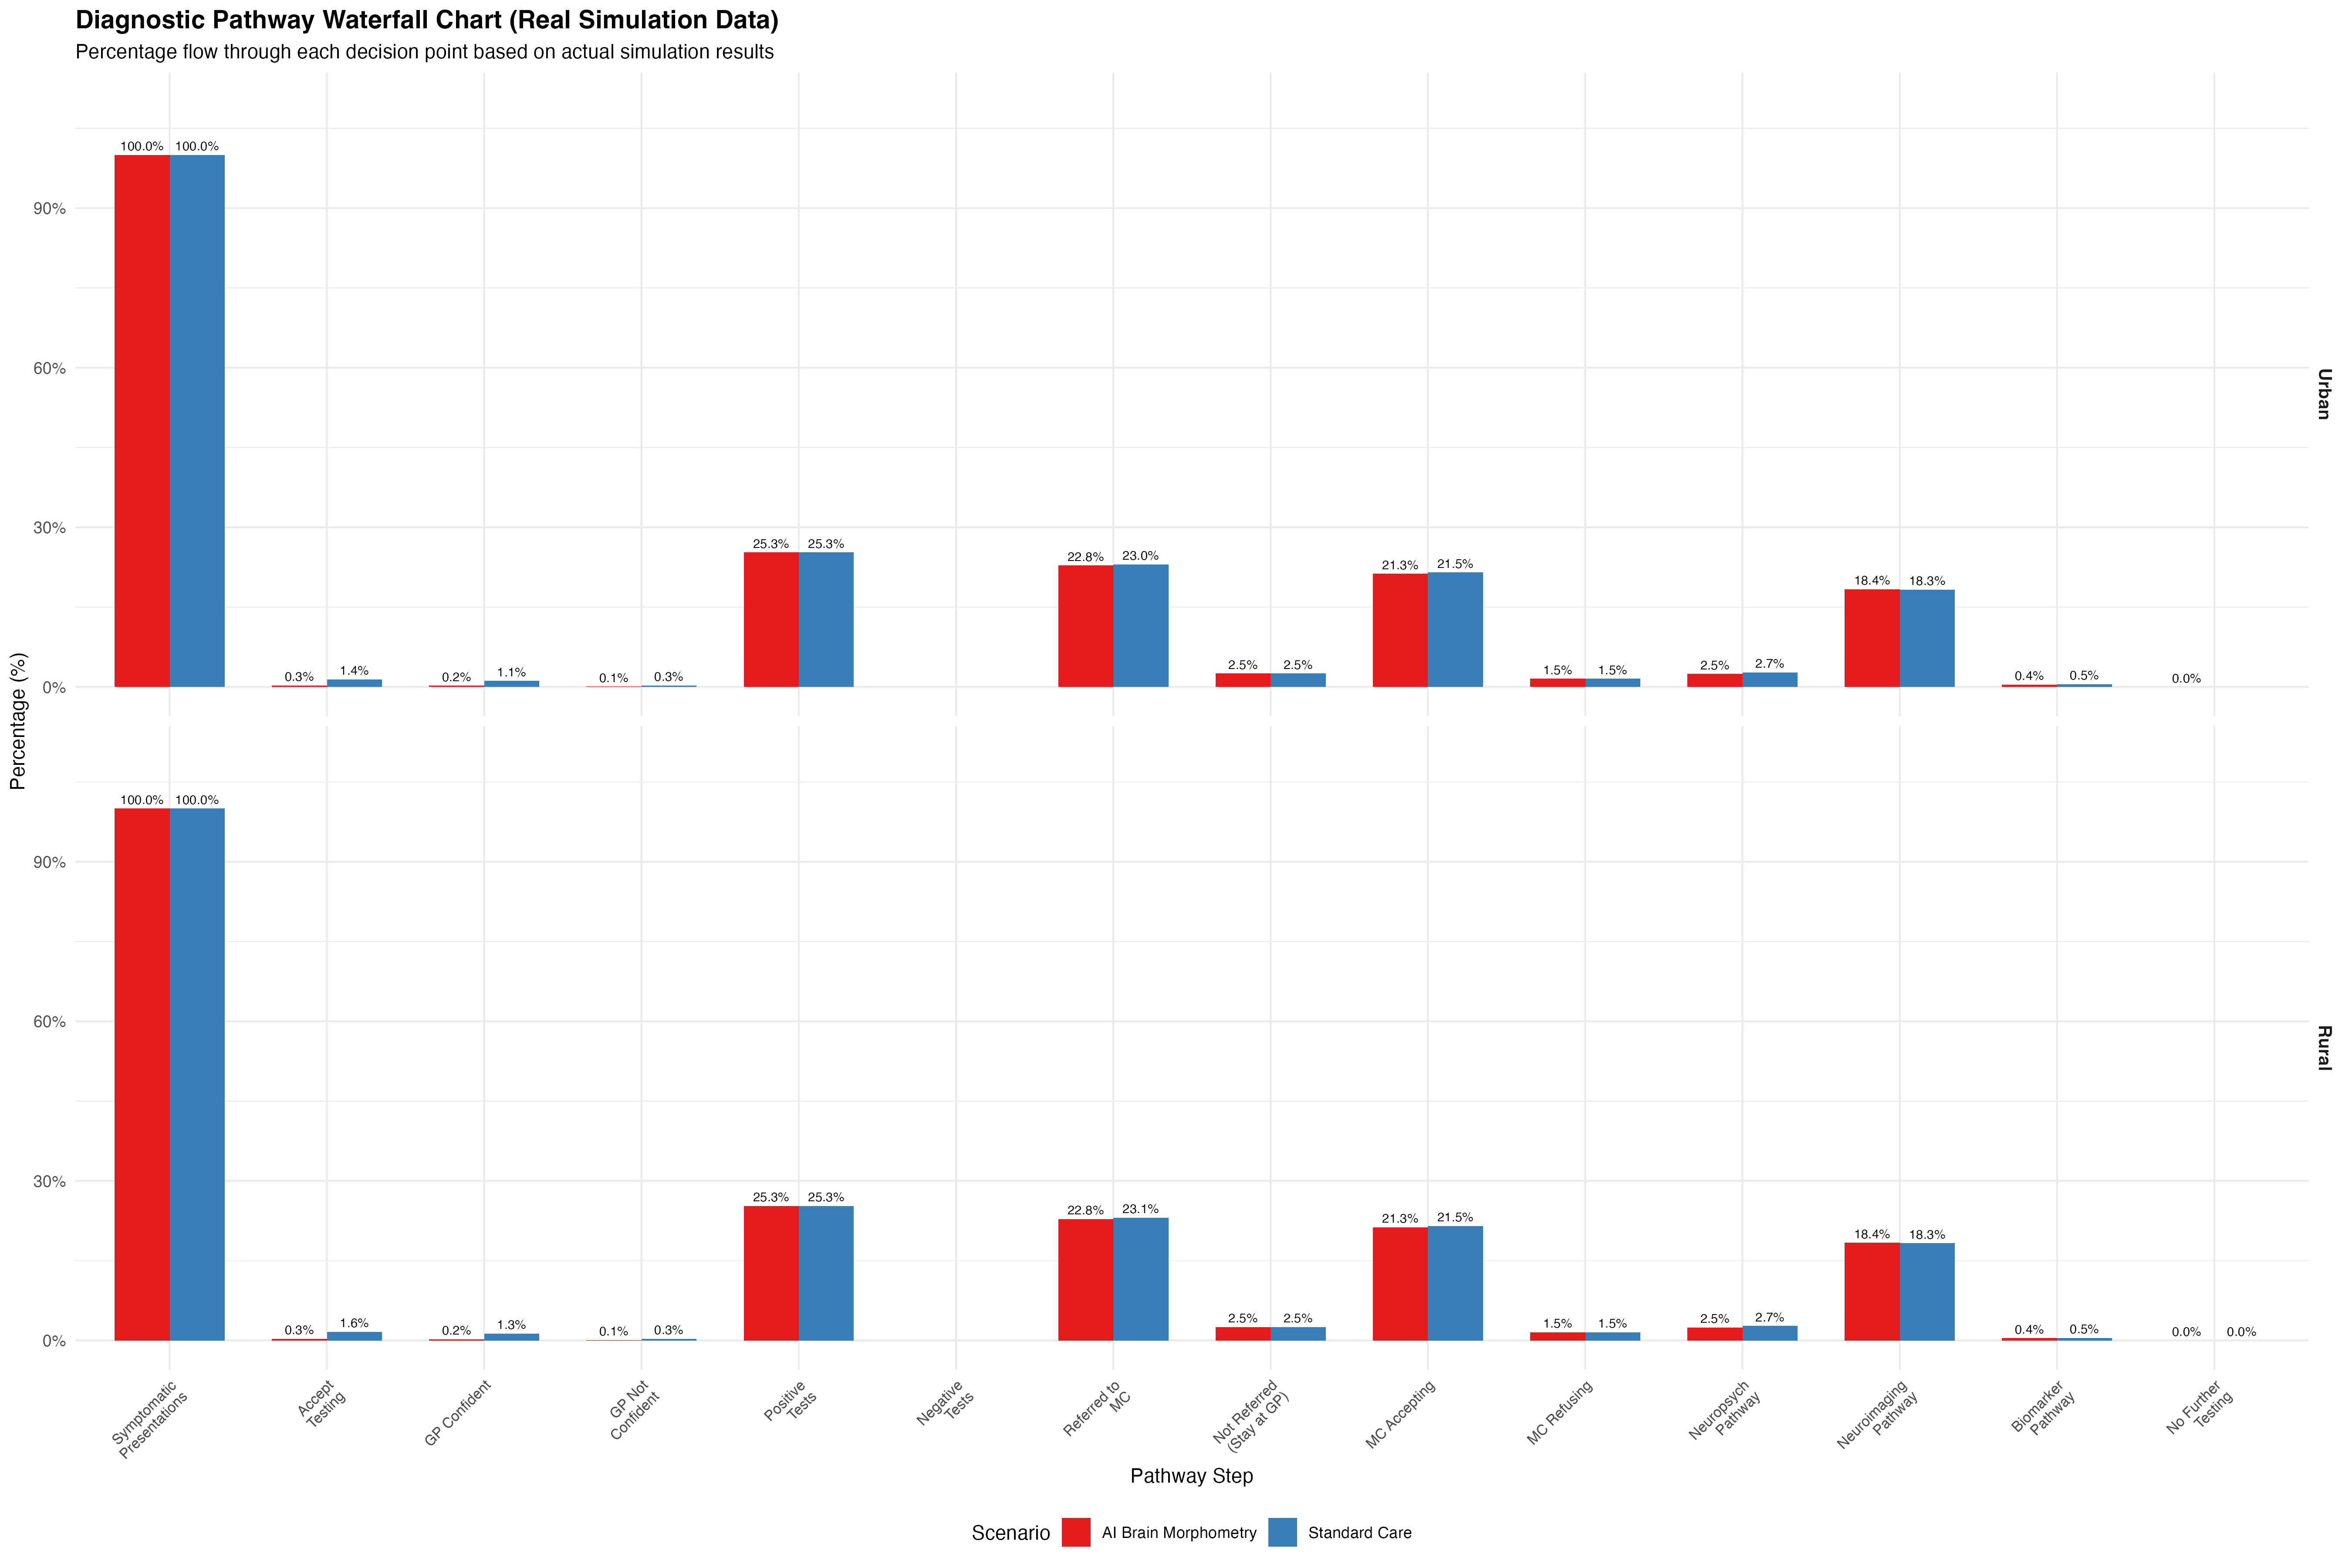 Diagnostic Pathway Waterfall Chart (Real Simulation Data)
Percentage flow through each decision point based on actual simulation results
Percentage (%)
90%
60%
30%
0%
100.0% 100.0%
0.3% 1.4%
0.2% 1.1%
0.1% 0.3%
25.3% 25.3%
22.8% 23.0%
2.5% 2.5%
21.3% 21.5%
1.5% 1.5%
2.5% 2.7%
18.4% 18.3%
0.4% 0.5%
0.0%
Urban
90%
60%
30%
0%
100.0% 100.0%
0.3% 1.6%
0.2% 1.3%
0.1% 0.3%
25.3% 25.3%
22.8% 23.1%
2.5% 2.5%
21.3% 21.5%
1.5% 1.5%
2.5% 2.7%
18.4% 18.3%
0.4% 0.5%
0.0% 0.0%
Rural
Symptomatic
Presentations
Accept
Testing
GP Confident
GP Not
Confident
Positive
Tests
Negative
Tests
Referred to
MC
Not Referred
(Stay at GP)
MC Accepting
MC Refusing
Neuropsych
Pathway
Neuroimaging
Pathway
Biomarker
Pathway
No Further
Testing
Pathway Step
Scenario AI Brain Morphometry Standard Care